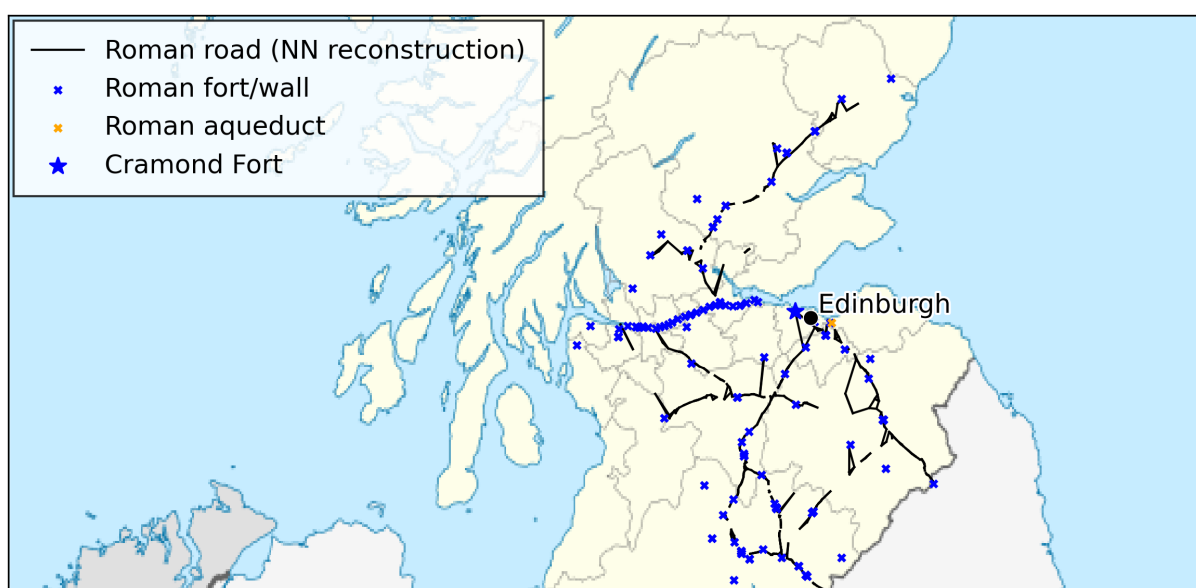 Roman road (NN reconstruction)
Roman fort/wall
Roman aqueduct
Cramond Fort
Edinburgh